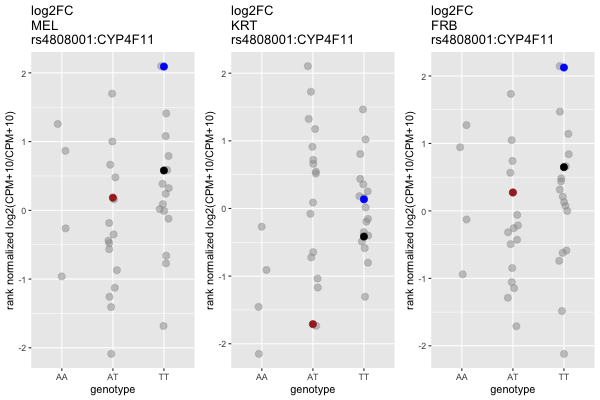 log2FC
MEL
rs4808001:CYP4F11
rank normalized log2(CPM+10/CPM+10)
2
1
0
-1
-2
AA AT TT
genotype
log2FC
KRT
rs4808001:CYP4F11
rank normalized log2(CPM+10/CPM+10)
2
1
0
-1
-2
AA AT TT
genotype
log2FC
FRB
rs4808001:CYP4F11
rank normalized log2(CPM+10/CPM+10)
2
1
0
-1
-2
AA AT TT
genotype